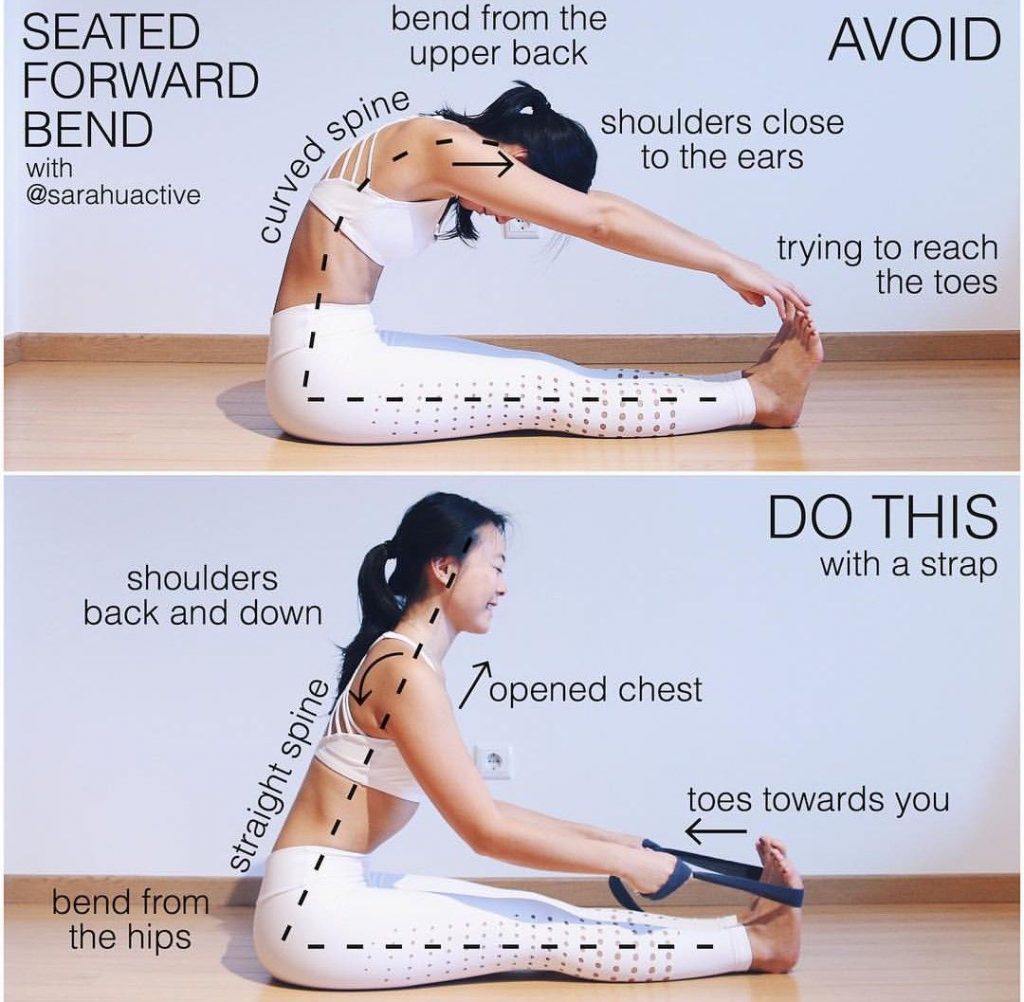 SEATED
FORWARD
BEND
with
@sarahuactive
bend from the
upper back
AVOID
curved spine
shoulders close
to the ears
trying to reach
the toes
DO THIS
with a strap
shoulders
back and down
opened chest
straight spine
toes towards you
bend from
the hips